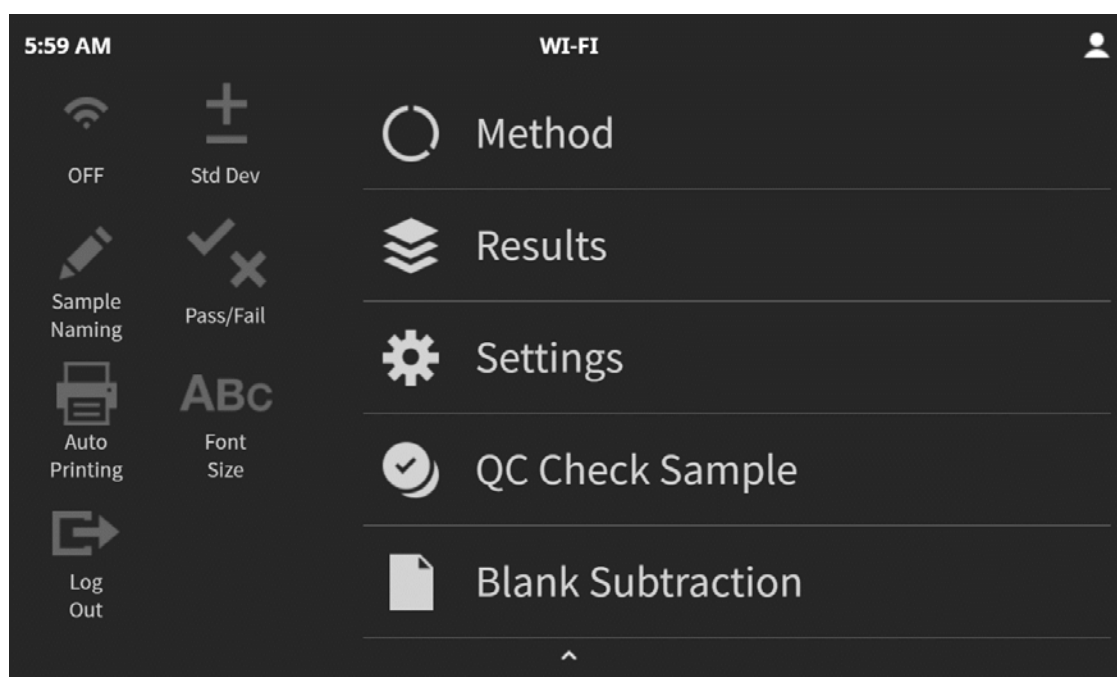 5:59 AM
WI-FI
OFF
Std Dev
Sample
Naming
Pass/Fail
Auto
Printing
ABC
Font
Size
Log
Out
Method
Results
Settings
QC Check Sample
Blank Subtraction